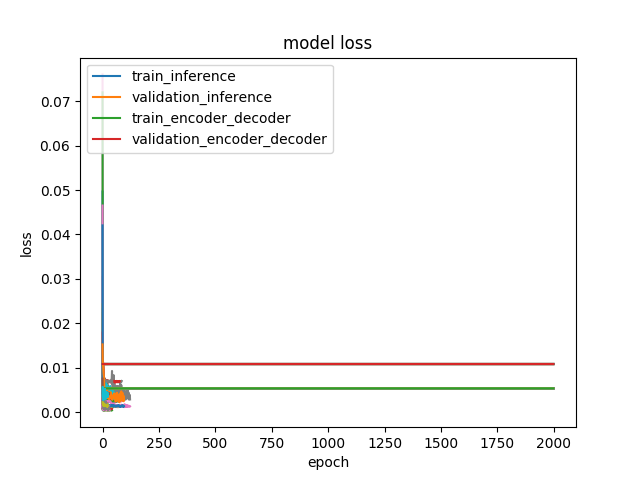 model loss
train_inference
validation_inference
train_encoder_decoder
validation_encoder_decoder
0.07
0.06
0.05
0.04
0.03
0.02
0.01
0.00
loss
0 250 500 750 1000 1250 1500 1750 2000
epoch